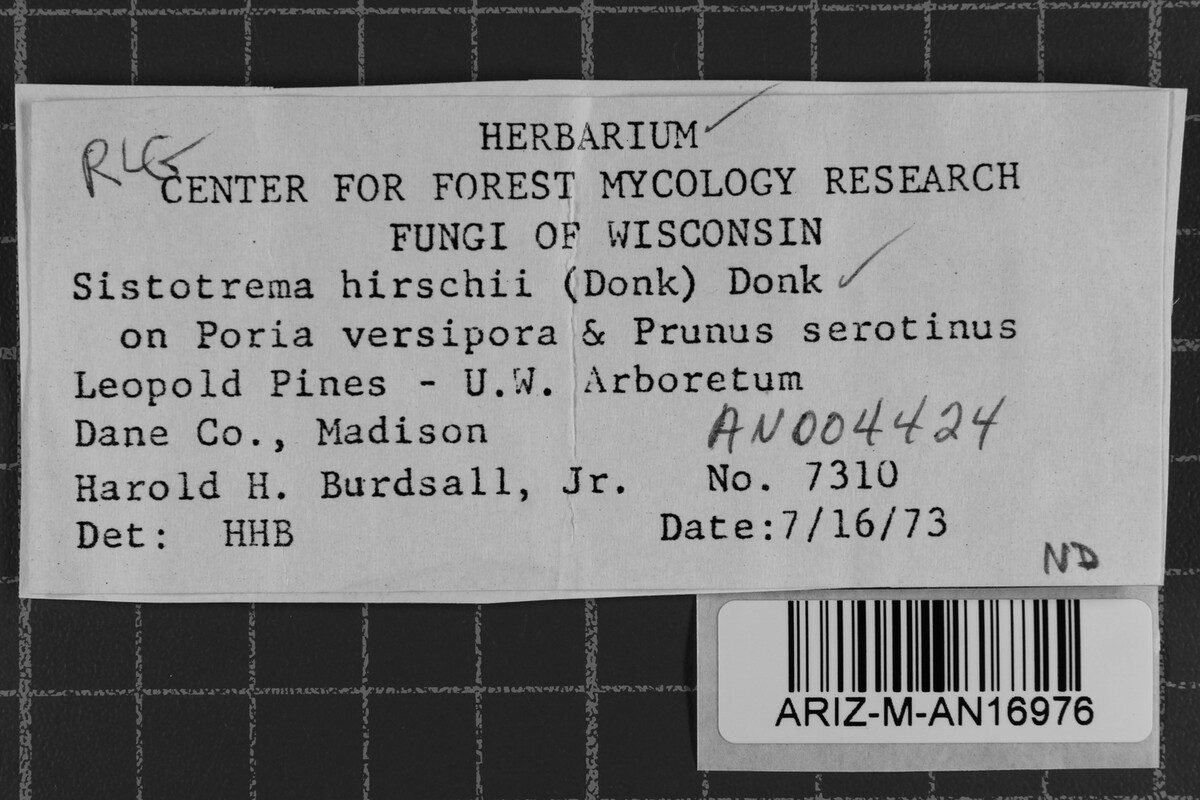 HERBARIUM
RLG
CENTER FOR FOREST MYCOLOGY RESEARCH
FUNGI OF WISCONSIN
Sistotrema hirschii (Donk) Donk
on Poria versipora & Prunus serotinus
Leopold Pines - U.W. Arboretum
Dane Co., Madison AN004424
Harold H. Burdsall, Jr. No. 7310
Det: HHB Date:7/16/73
ND
ARIZ-M-AN16976